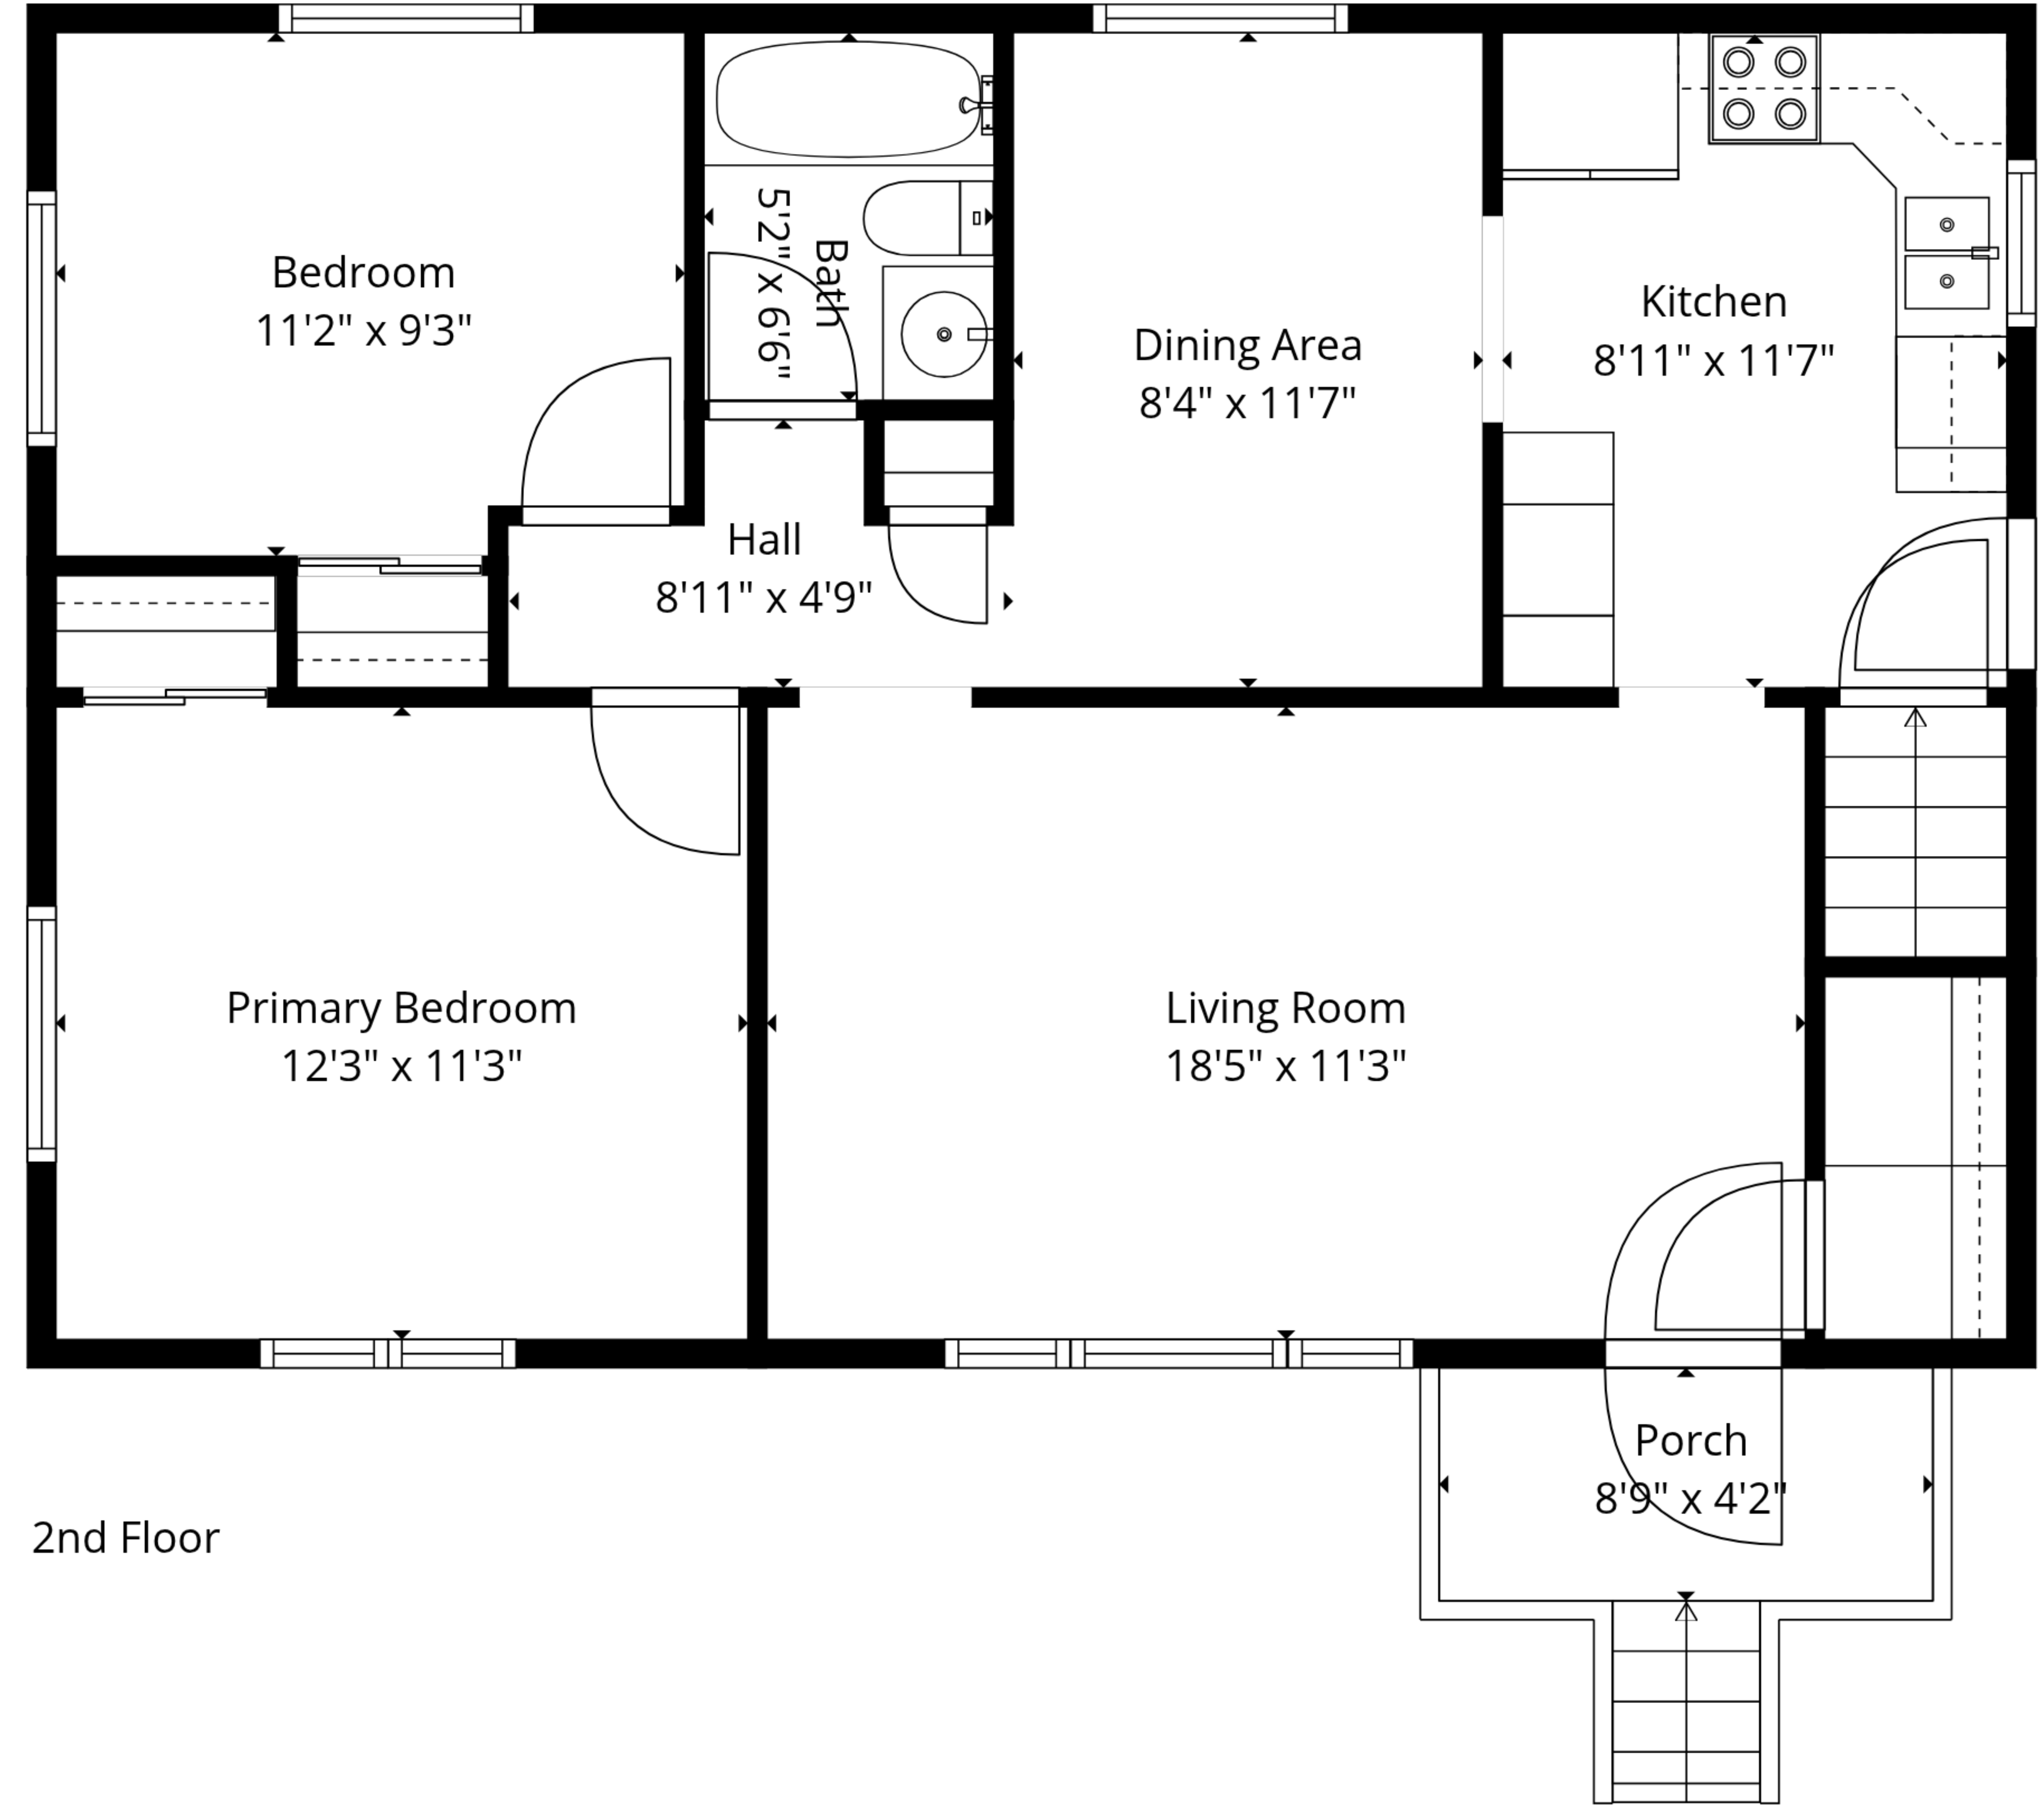 Bedroom
11'2" x 9'3"
Bath
5'2" x 6'6"
Dining Area
8'4" x 11'7"
Kitchen
8'11" x 11'7"
Hall
8'11" x 4'9"
Primary Bedroom
12'3" x 11'3"
Living Room
18'5" x 11'3"
Porch
8'9" x 4'2"
2nd Floor